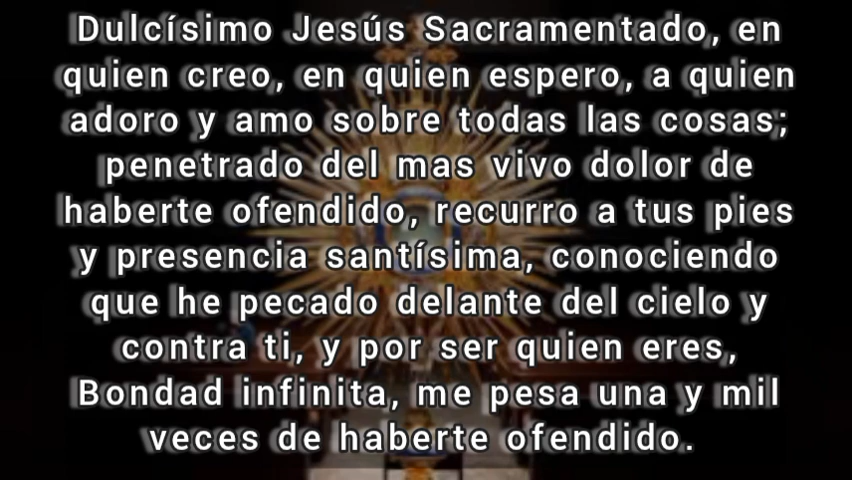 Dulcísimo Jesús Sacramentado, en
quien creo, en quien espero, a quien
adoro y amo sobre todas las cosas;
penetrado del mas vivo dolor de
haberte ofendido, recurro a tus pies
y presencia santísima, conociendo
que he pecado delante del cielo y
contra ti, y por ser quien eres,
Bondad infinita, me pesa una y mil
veces de haberte ofendido.